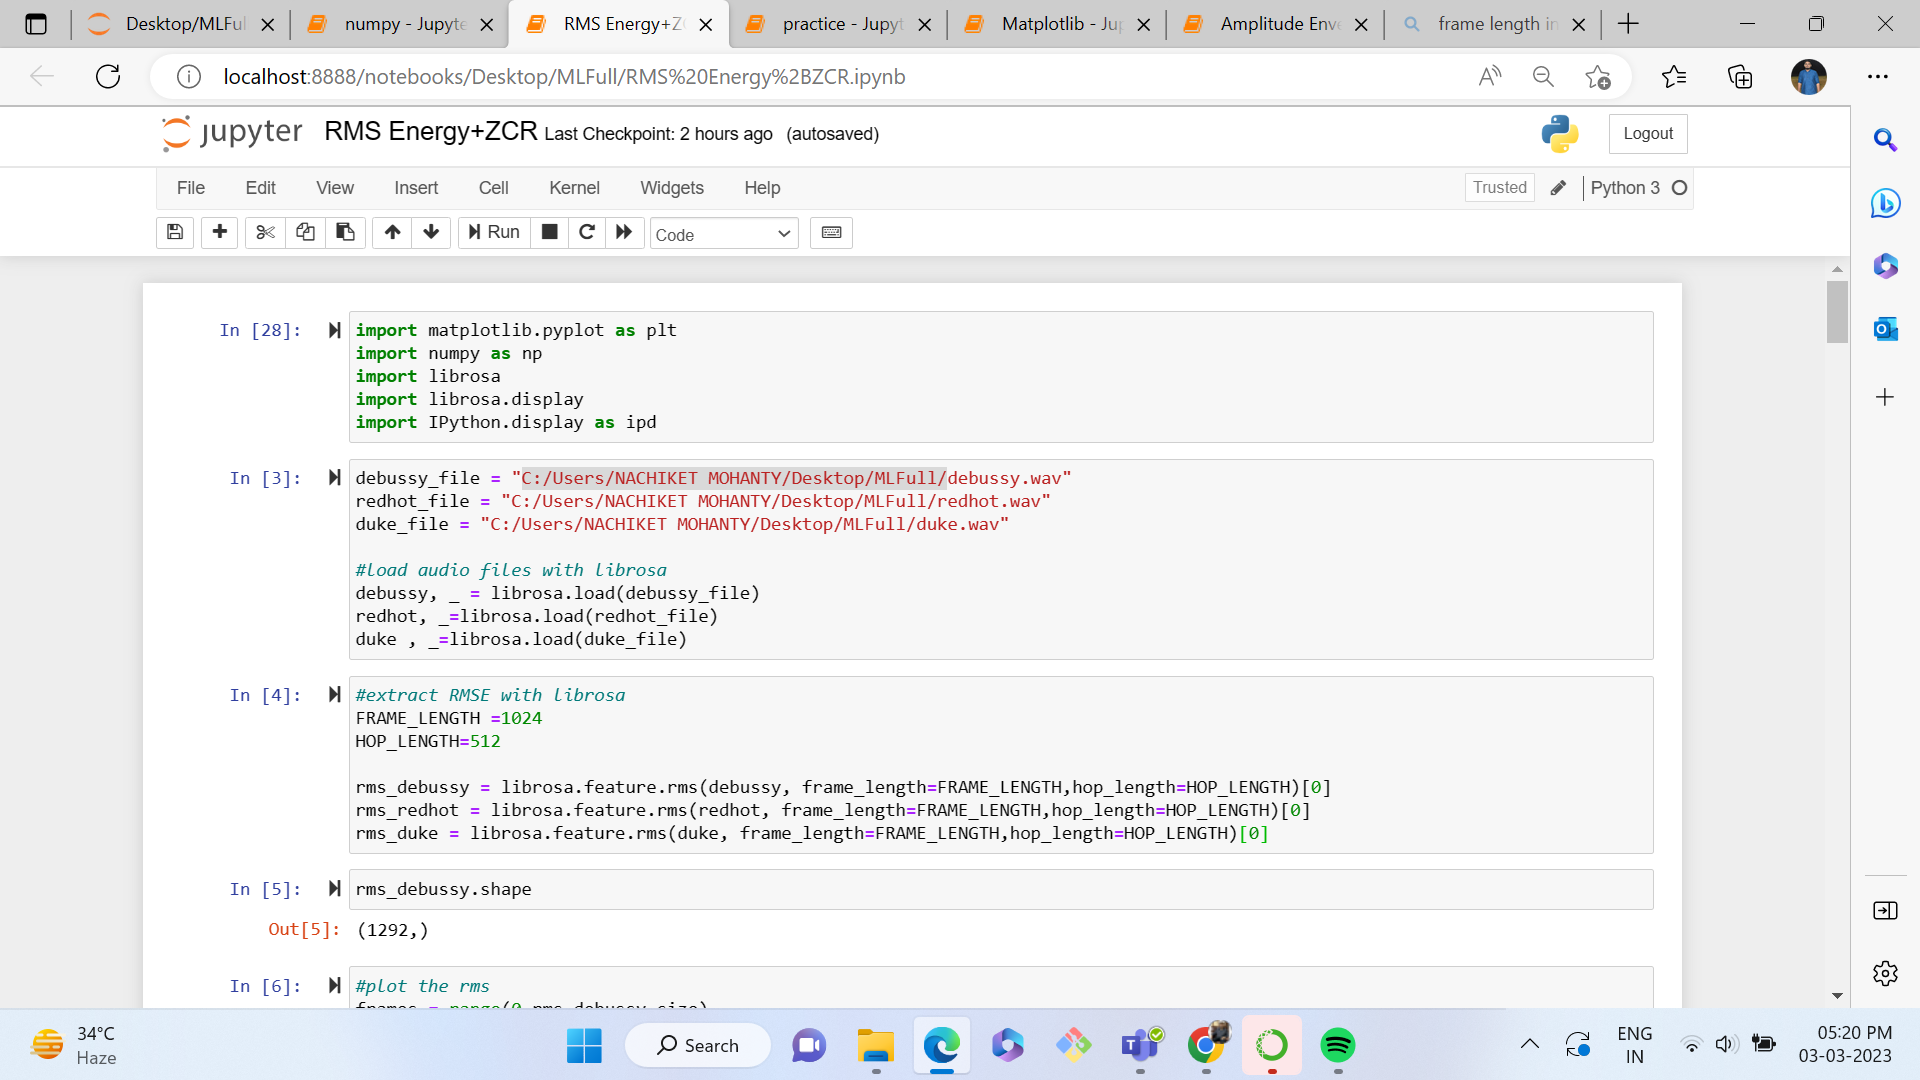 Desktop/MLFul
numpy - Jupyte
RMS Energy+ZC
practice - Jupyt
Matplotlib - Jup
Amplitude Enve
frame length in
localhost:8888/notebooks/Desktop/MLFull/RMS%20Energy%2BZCR.ipynb
jupyter RMS Energy+ZCR Last Checkpoint: 2 hours ago (autosaved)
Logout
File Edit View Insert Cell Kernel Widgets Help
Trusted
Python 3
Run
Code
In [28]:
import matplotlib.pyplot as plt
import numpy as np
import librosa
import librosa.display
import IPython.display as ipd
In [3]:
debussy_file = "C:/Users/NACHIKET MOHANTY/Desktop/MLFull/debussy.wav"
redhot_file = "C:/Users/NACHIKET MOHANTY/Desktop/MLFull/redhot.wav"
duke_file = "C:/Users/NACHIKET MOHANTY/Desktop/MLFull/duke.wav"
#load audio files with librosa
debussy, _ = librosa.load(debussy_file)
redhot, _=librosa.load(redhot_file)
duke , _=librosa.load(duke_file)
In [4]:
#extract RMSE with librosa
FRAME_LENGTH =1024
HOP_LENGTH=512
rms_debussy = librosa.feature.rms(debussy, frame_length=FRAME_LENGTH,hop_length=HOP_LENGTH)[0]
rms_redhot = librosa.feature.rms(redhot, frame_length=FRAME_LENGTH,hop_length=HOP_LENGTH)[0]
rms_duke = librosa.feature.rms(duke, frame_length=FRAME_LENGTH,hop_length=HOP_LENGTH)[0]
In [5]:
rms_debussy.shape
Out[5]:
(1292,)
In [6]:
#plot the rms
frames = range(0,rms_debussy.size)
34°C
Haze
Search
ENG
IN
05:20 PM
03-03-2023